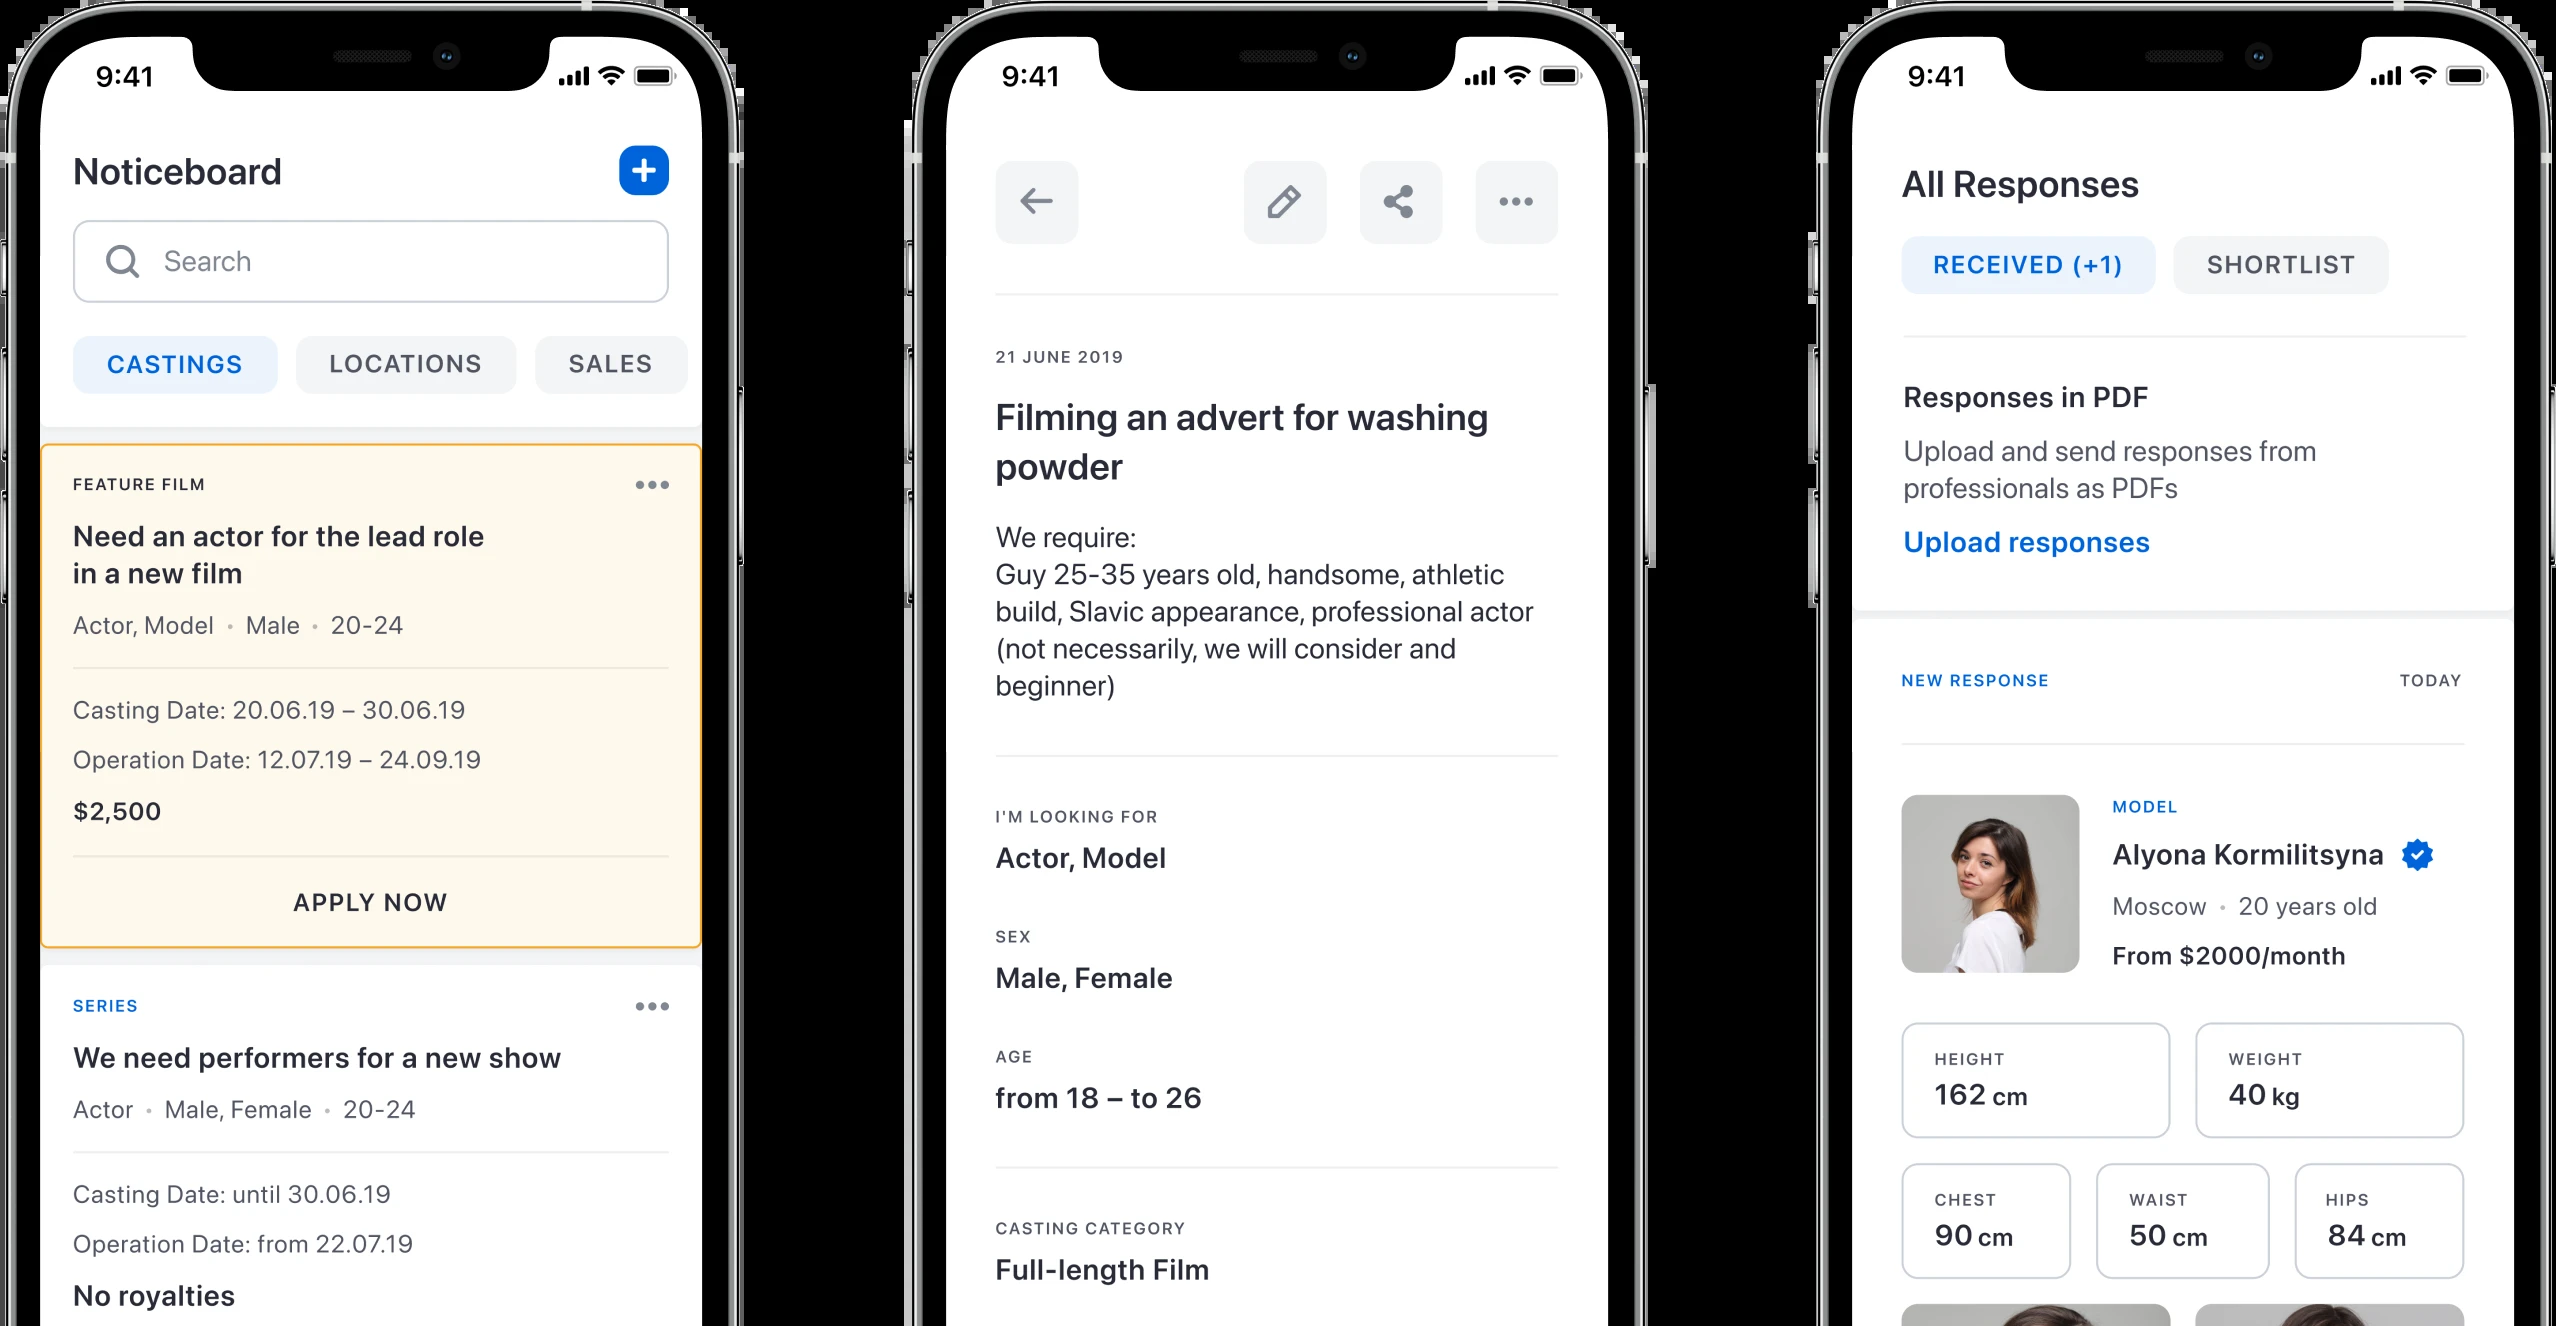 9:41
Noticeboard
Search
CASTINGS LOCATIONS SALES
FEATURE FILM
Need an actor for the lead role
in a new film
Actor, Model • Male • 20-24
Casting Date: 20.06.19 – 30.06.19
Operation Date: 12.07.19 – 24.09.19
$2,500
APPLY NOW
SERIES
We need performers for a new show
Actor • Male, Female • 20-24
Casting Date: until 30.06.19
Operation Date: from 22.07.19
No royalties
9:41
21 JUNE 2019
Filming an advert for washing
powder
We require:
Guy 25-35 years old, handsome, athletic
build, Slavic appearance, professional actor
(not necessarily, we will consider and
beginner)
I'M LOOKING FOR
Actor, Model
SEX
Male, Female
AGE
from 18 – to 26
CASTING CATEGORY
Full-length Film
9:41
All Responses
RECEIVED (+1) SHORTLIST
Responses in PDF
Upload and send responses from
professionals as PDFs
Upload responses
NEW RESPONSE TODAY
MODEL
Alyona Kormilitsyna
Moscow • 20 years old
From $2000/month
HEIGHT WEIGHT
162 cm 40 kg
CHEST WAIST HIPS
90 cm 50 cm 84 cm